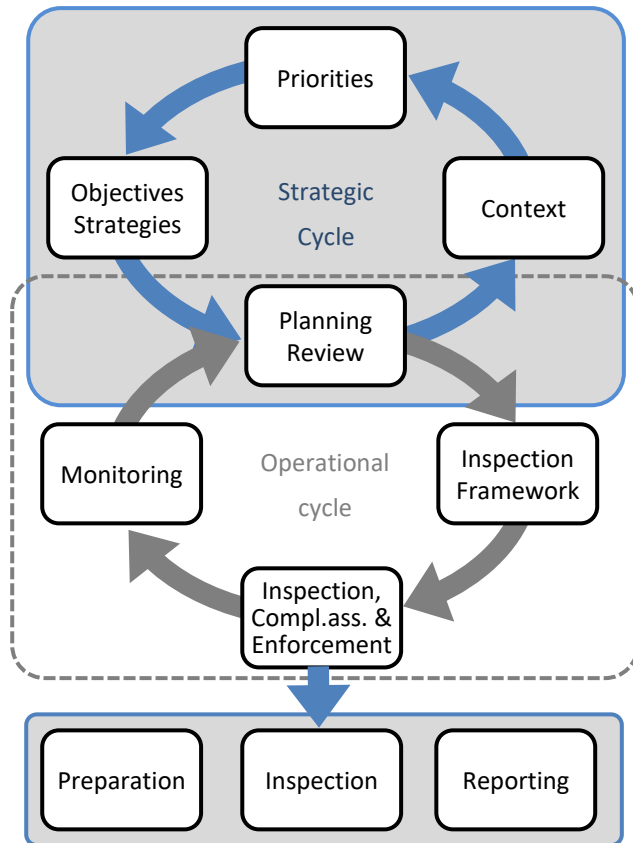 Priorities
Objectives
Strategies
Strategic
Cycle
Context
Planning
Review
Monitoring
Operational
cycle
Inspection
Framework
Inspection,
Compl.ass. &
Enforcement
Preparation
Inspection
Reporting